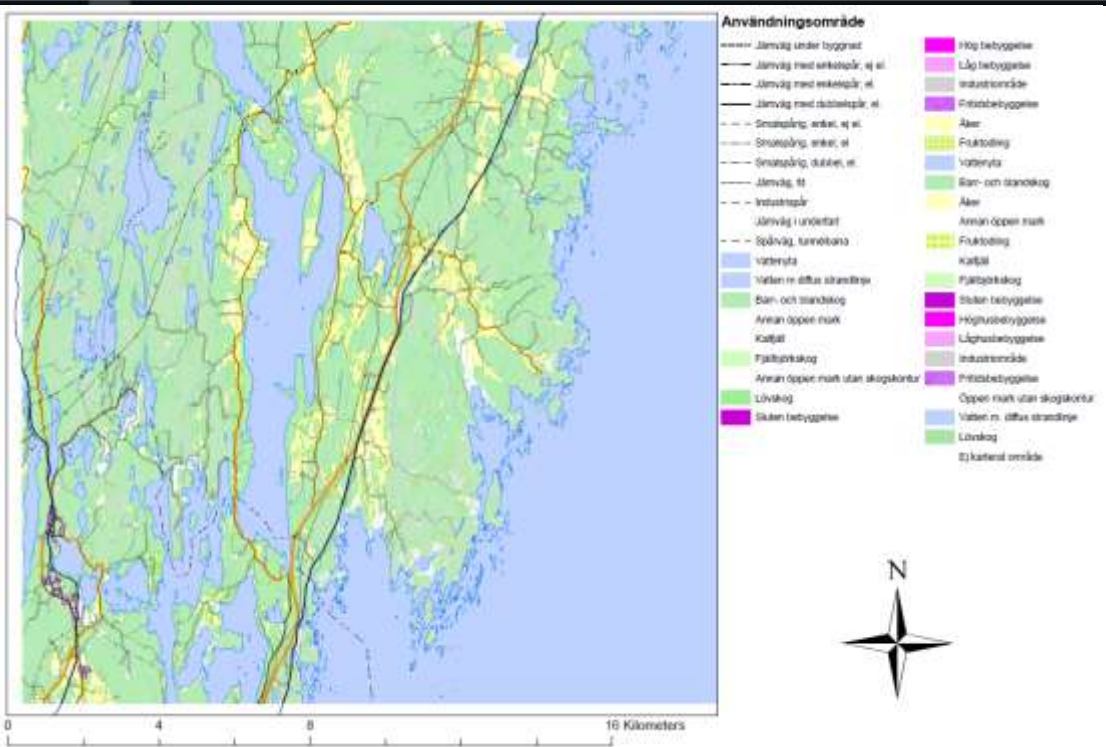 Användningsområde
Järnväg under byggnad
Järnväg med enkelspår, ej el.
Järnväg med enkelspår, el.
Järnväg med dubbelspår, el.
Smalspårig, enkel, ej el.
Smalspårig, enkel, el
Smalspårig, dubbel, el.
Järnväg,
Industrispår
Järnväg i underfart
Spårväg, tunnelbana
Vattenyta
Vatten m diffus strandlinje
Barr- och blandskog
Annan öppen mark
Kalfjäll
Fjällbjörkskog
Annan öppen mark utan skogskontur
Lövskog
Sluten bebyggelse
Hög bebyggelse
Låg bebyggelse
Industriområde
Fritidsbebyggelse
Åker
Fruktodling
Vattenyta
Barr- och blandskog
Åker
Annan öppen mark
Fruktodling
Kalfjäll
Fjällbjörkskog
Sluten bebyggelse
Höghusbebyggelse
Låghusbebyggelse
Industriområde
Fritidsbebyggelse
Öppen mark utan skogskontur
Vatten m. diffus strandlinje
Lövskog
Ej karterat område
N
0 4 8 16 Kilometers